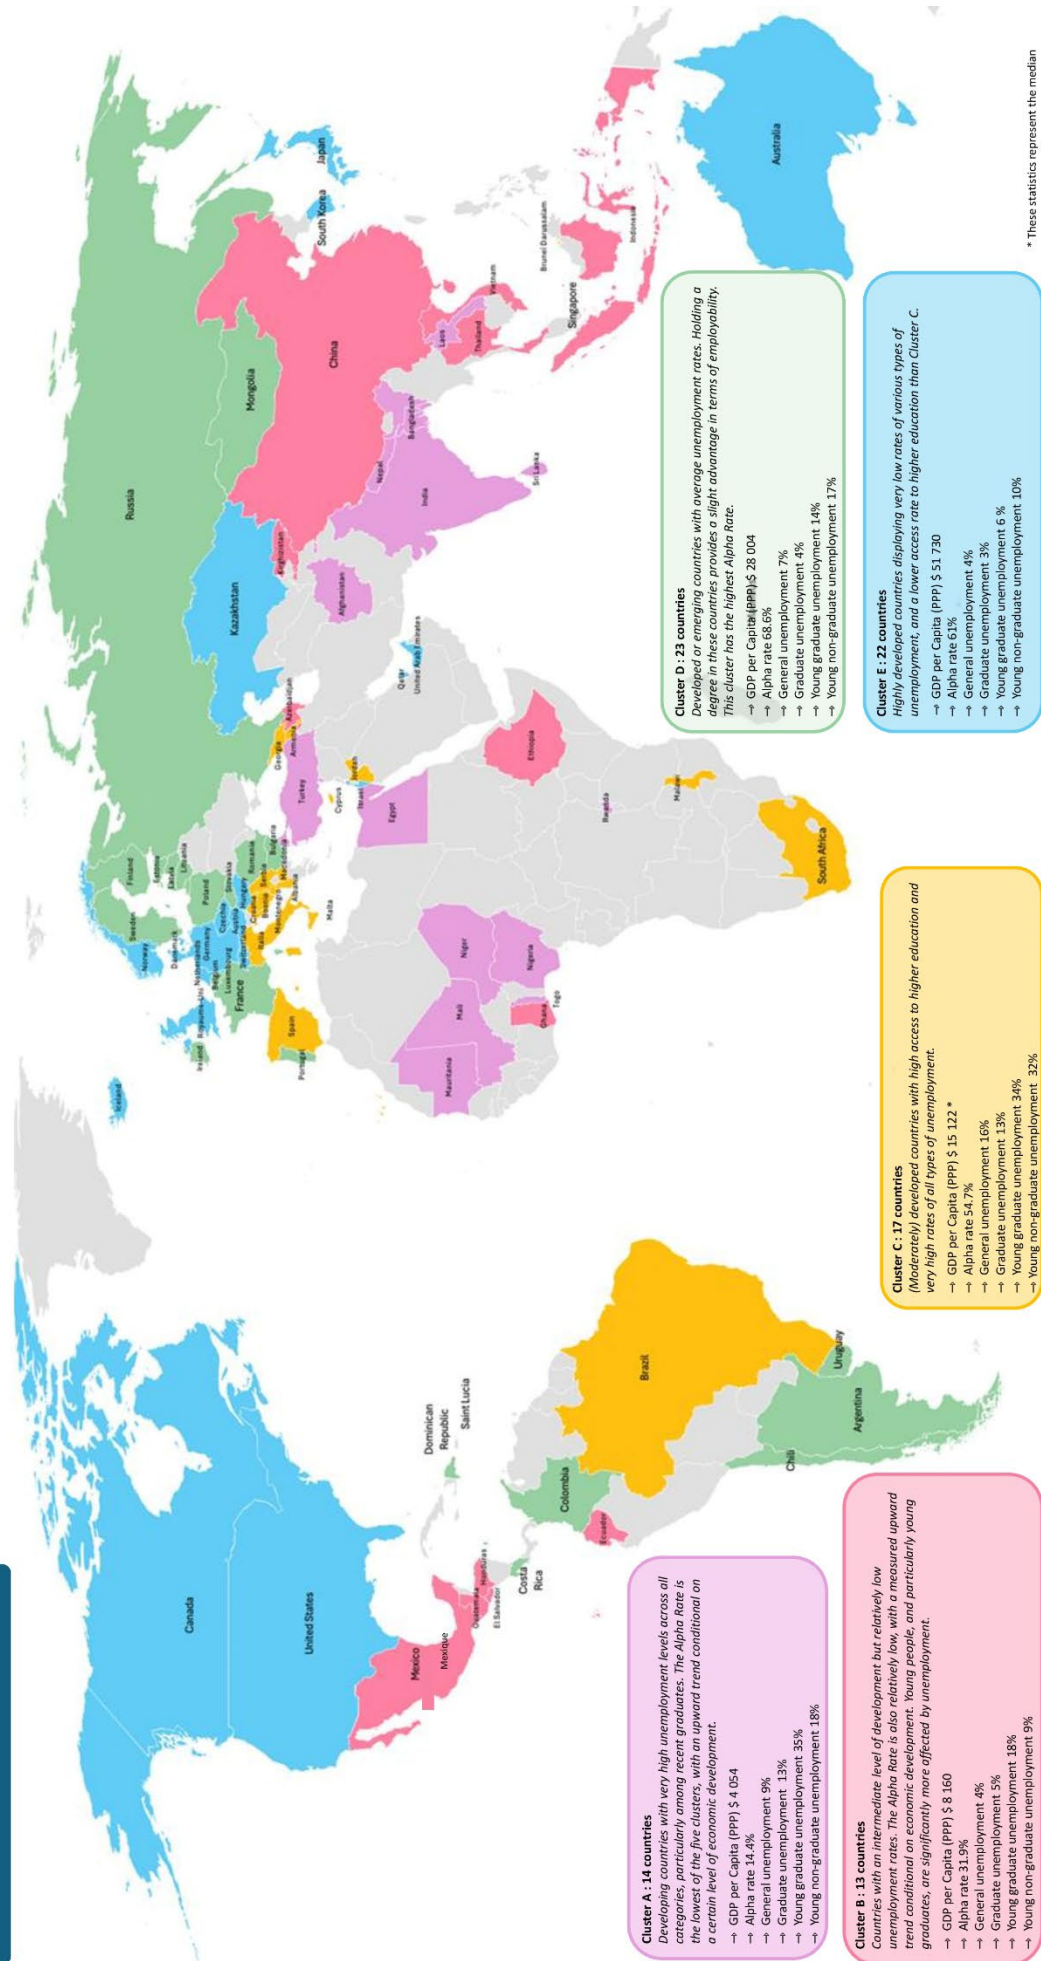 Canada
United States
Mexico
Mexique
Guatemala
Honduras
El Salvador
Costa
Rica
Dominican
Republic
Saint Lucia
Colombia
Ecuador
Brazil
Chili
Argentina
Uruguay
Iceland
Norway
Sweden
Finland
Estonia
Latvia
Lithuania
Denmark
Ireland
Royaume-Uni
Netherlands
Germany
Belgium
Luxembourg
France
Poland
Czechia
Slovakia
Austria
Hungary
Switzerland
Romania
Bulgaria
Croatia
Serbia
Bosnia
Montenegro
Macedonia
Albania
Italia
Spain
Portugal
Malta
Cyprus
Turkey
Georgia
Armenia
Azerbaidjan
Israel
Jordan
Egypt
Qatar
United Arab Emirates
Russia
Kazakhstan
Kirghizistan
Mongolia
China
Japan
South Korea
Afghanistan
Nepal
India
Bangladesh
Sri Lanka
Laos
Thailand
Vietnam
Brunei Darussalam
Singapore
Indonesia
Australia
Mauritania
Mali
Niger
Nigeria
Ghana
Togo
Ethiopia
Rwanda
Malawi
South Africa
Cluster A : 14 countries
Developing countries with very high unemployment levels across all
categories, particularly among recent graduates. The Alpha Rate is
the lowest of the five clusters, with an upward trend conditional on
a certain level of economic development.
→ GDP per Capita (PPP) $ 4 054
→ Alpha rate 14.4%
→ General unemployment 9%
→ Graduate unemployment 13%
→ Young graduate unemployment 35%
→ Young non-graduate unemployment 18%
Cluster B : 13 countries
Countries with an intermediate level of development but relatively low
unemployment rates. The Alpha Rate is also relatively low, with a measured upward
trend conditional on economic development. Young people, and particularly young
graduates, are significantly more affected by unemployment.
→ GDP per Capita (PPP) $ 8 160
→ Alpha rate 31.9%
→ General unemployment 4%
→ Graduate unemployment 5%
→ Young graduate unemployment 18%
→ Young non-graduate unemployment 9%
Cluster C : 17 countries
(Moderately) developed countries with high access to higher education and
very high rates of all types of unemployment.
→ GDP per Capita (PPP) $ 15 122 *
→ Alpha rate 54.7%
→ General unemployment 16%
→ Graduate unemployment 13%
→ Young graduate unemployment 34%
→ Young non-graduate unemployment 32%
Cluster D : 23 countries
Developed or emerging countries with average unemployment rates. Holding a
degree in these countries provides a slight advantage in terms of employability.
This cluster has the highest Alpha Rate.
→ GDP per Capita (PPP) $ 28 004
→ Alpha rate 68.6%
→ General unemployment 7%
→ Graduate unemployment 4%
→ Young graduate unemployment 14%
→ Young non-graduate unemployment 17%
Cluster E : 22 countries
Highly developed countries displaying very low rates of various types of
unemployment, and a lower access rate to higher education than Cluster C.
→ GDP per Capita (PPP) $ 51 730
→ Alpha rate 61%
→ General unemployment 4%
→ Graduate unemployment 3%
→ Young graduate unemployment 6 %
→ Young non-graduate unemployment 10%
* These statistics represent the median